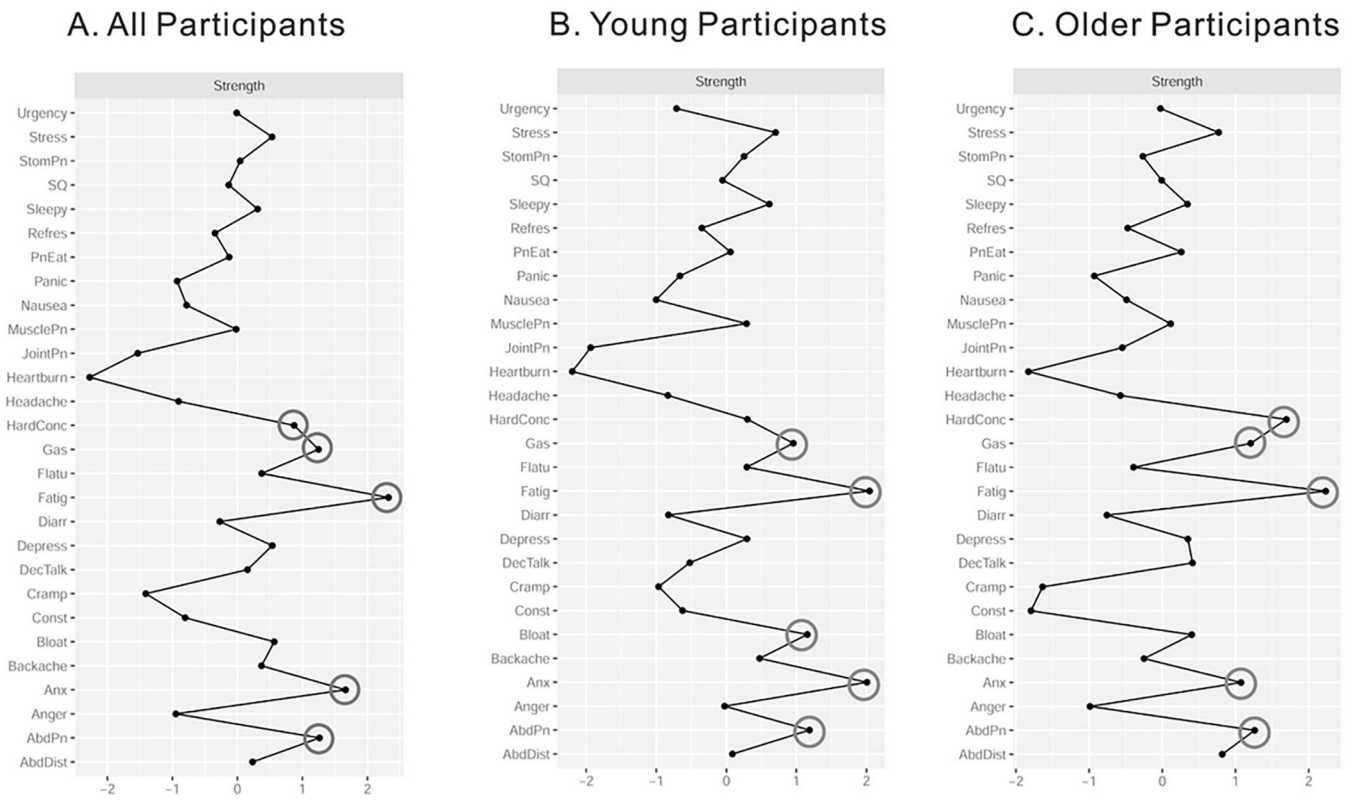 A. All Participants
B. Young Participants
C. Older Participants
Strength
Urgency
Stress
StomPn
SQ
Sleepy
Refres
PnEat
Panic
Nausea
MusclePn
JointPn
Heartburn
Headache
HardConc
Gas
Flatu
Fatig
Diarr
Depress
DecTalk
Cramp
Const
Bloat
Backache
Anx
Anger
AbdPn
AbdDist
−2 −1 0 1 2
Strength
Urgency
Stress
StomPn
SQ
Sleepy
Refres
PnEat
Panic
Nausea
MusclePn
JointPn
Heartburn
Headache
HardConc
Gas
Flatu
Fatig
Diarr
Depress
DecTalk
Cramp
Const
Bloat
Backache
Anx
Anger
AbdPn
AbdDist
−2 −1 0 1 2
Strength
Urgency
Stress
StomPn
SQ
Sleepy
Refres
PnEat
Panic
Nausea
MusclePn
JointPn
Heartburn
Headache
HardConc
Gas
Flatu
Fatig
Diarr
Depress
DecTalk
Cramp
Const
Bloat
Backache
Anx
Anger
AbdPn
AbdDist
−2 −1 0 1 2